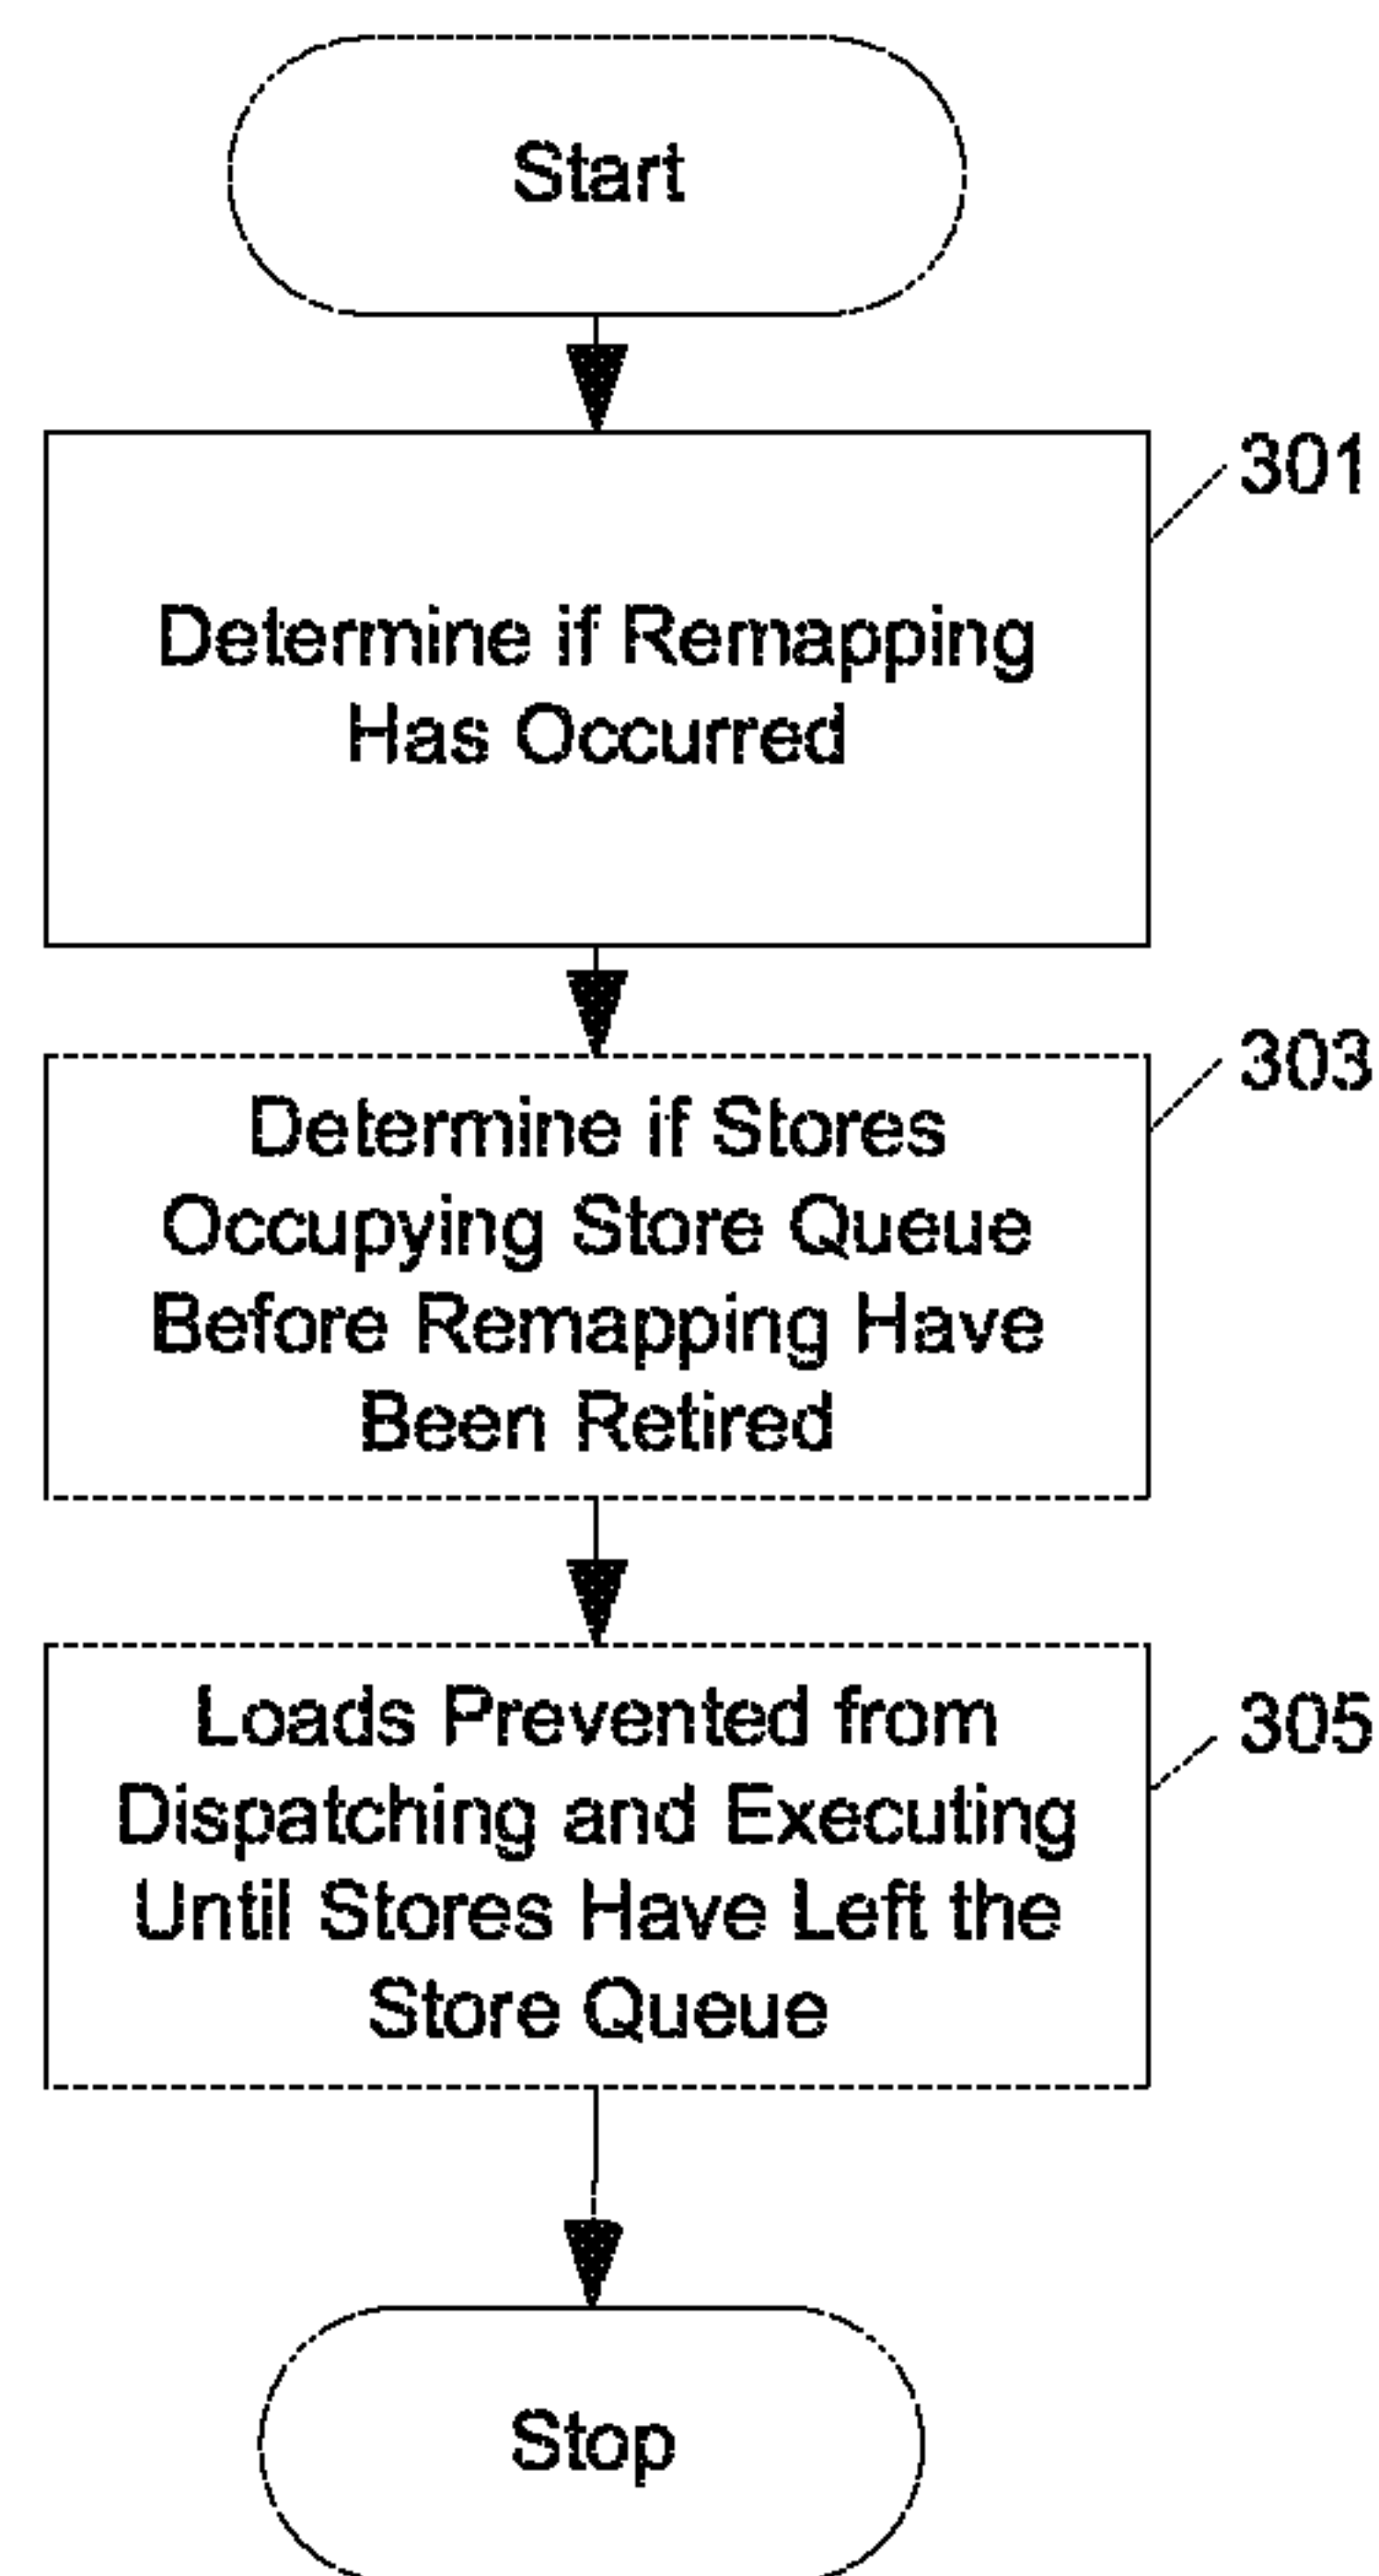 Start
301
Determine if Remapping
Has Occurred
303
Determine if Stores
Occupying Store Queue
Before Remapping Have
Been Retired
305
Loads Prevented from
Dispatching and Executing
Until Stores Have Left the
Store Queue
Stop